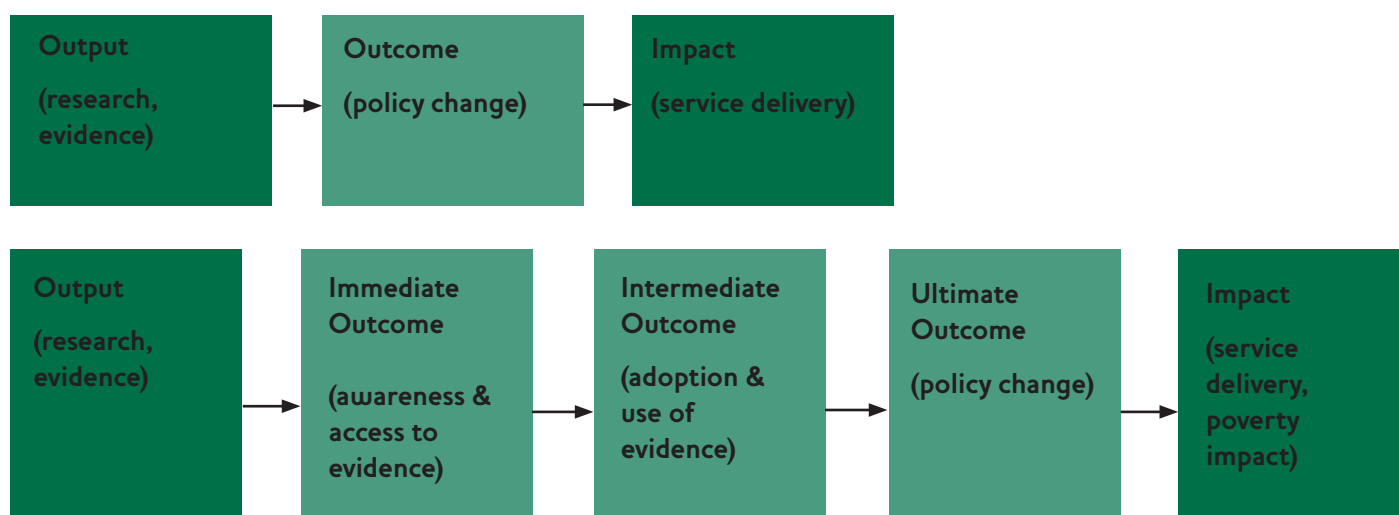 Output
(research,
evidence)
Outcome
(policy change)
Impact
(service delivery)
Output
(research,
evidence)
Immediate
Outcome
(awareness &
access to
evidence)
Intermediate
Outcome
(adoption &
use of
evidence)
Ultimate
Outcome
(policy change)
Impact
(service
delivery,
poverty
impact)